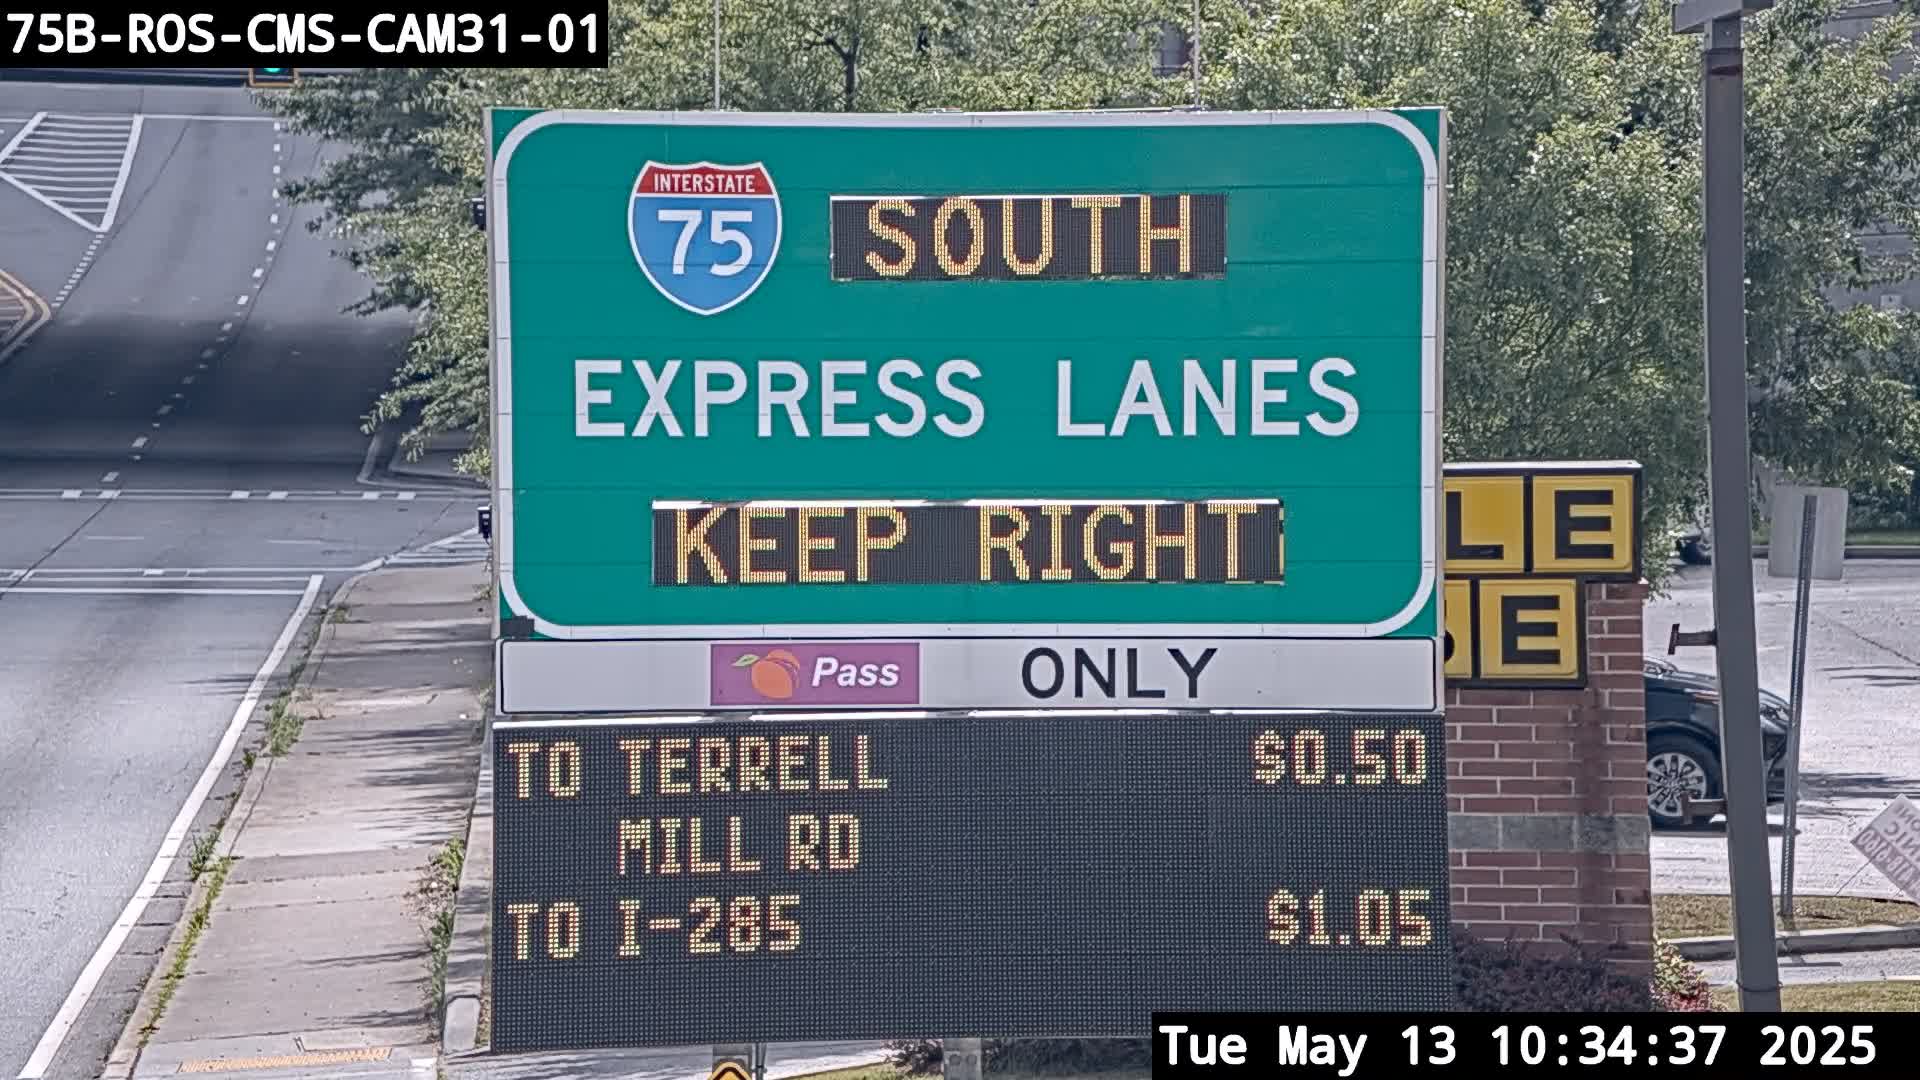 75B-ROS-CMS-CAM31-01
INTERSTATE
75
SOUTH
EXPRESS LANES
KEEP RIGHT
Pass ONLY
TO TERRELL $0.50
MILL RD
TO I-285 $1.05
LE
E
Tue May 13 10:34:37 2025